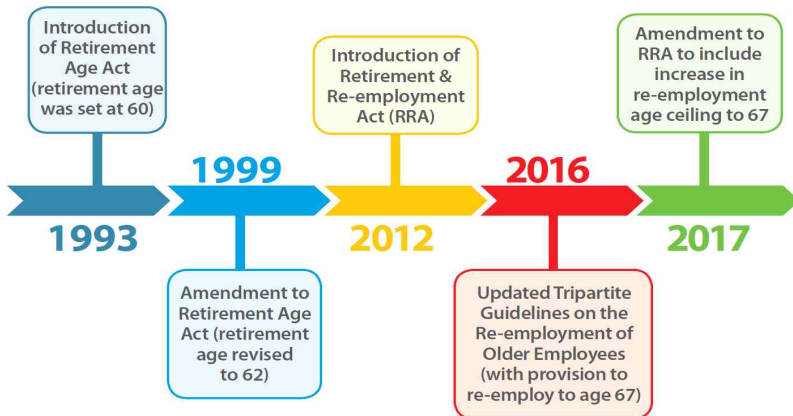 Introduction
of Retirement
Age Act
(retirement age
was set at 60)
1993
1999
Amendment to
Retirement Age
Act (retirement
age revised
to 62)
Introduction of
Retirement &
Re-employment
Act (RRA)
2012
2016
Updated Tripartite
Guidelines on the
Re-employment of
Older Employees
(with provision to
re-employ to age 67)
Amendment to
RRA to include
increase in
re-employment
age ceiling to 67
2017